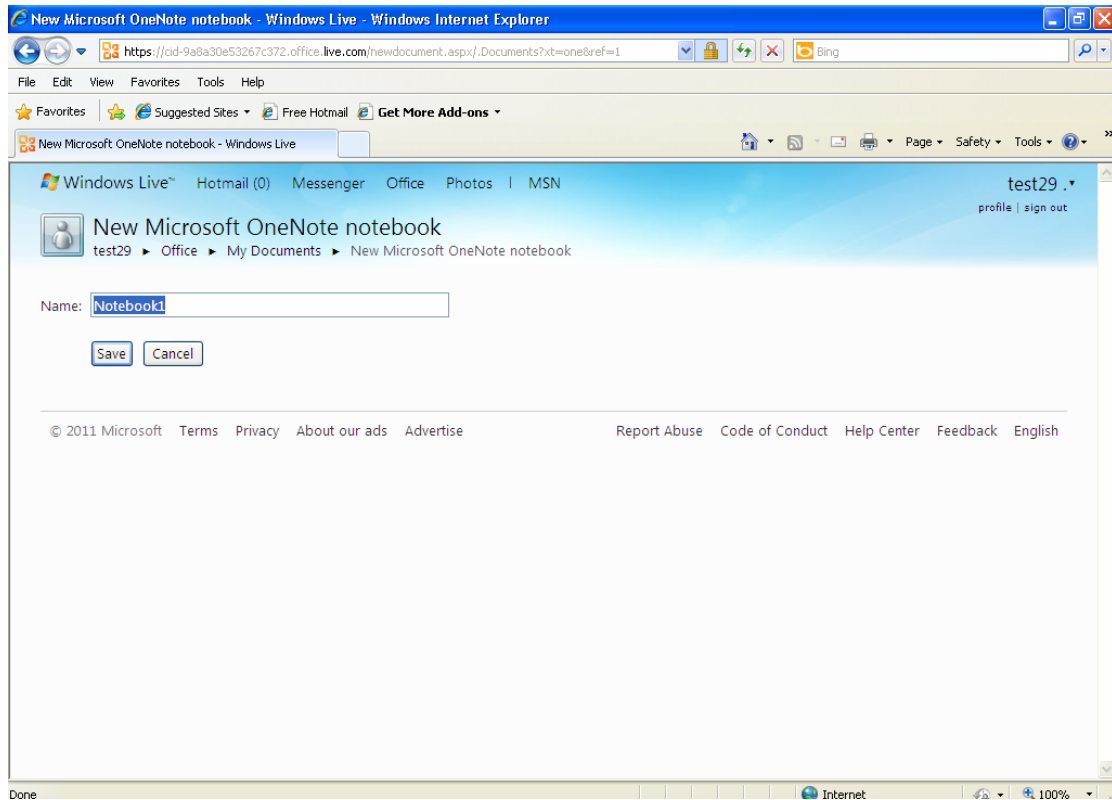 New Microsoft OneNote notebook - Windows Live - Windows Internet Explorer
https://cid-9a8a30e53267c372.office.live.com/newdocument.aspx/.Documents?xt=one&ref=1 Bing
File Edit View Favorites Tools Help
Favorites Suggested Sites Free Hotmail Get More Add-ons
New Microsoft OneNote notebook - Windows Live Page Safety Tools »
Windows Live™ Hotmail (0) Messenger Office Photos | MSN test29 .
profile | sign out
New Microsoft OneNote notebook
test29 ► Office ► My Documents ► New Microsoft OneNote notebook
Name: Notebook1
Save Cancel
© 2011 Microsoft Terms Privacy About our ads Advertise Report Abuse Code of Conduct Help Center Feedback English
Done Internet 100%